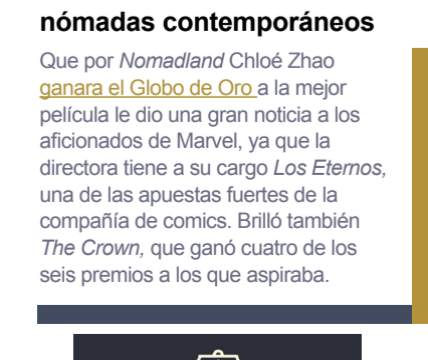 nómadas contemporáneos
Que por Nomadland Chloé Zhao
ganara el Globo de Oro a la mejor
película le dio una gran noticia a los
aficionados de Marvel, ya que la
directora tiene a su cargo Los Eternos,
una de las apuestas fuertes de la
compañía de comics. Brilló también
The Crown, que ganó cuatro de los
seis premios a los que aspiraba.